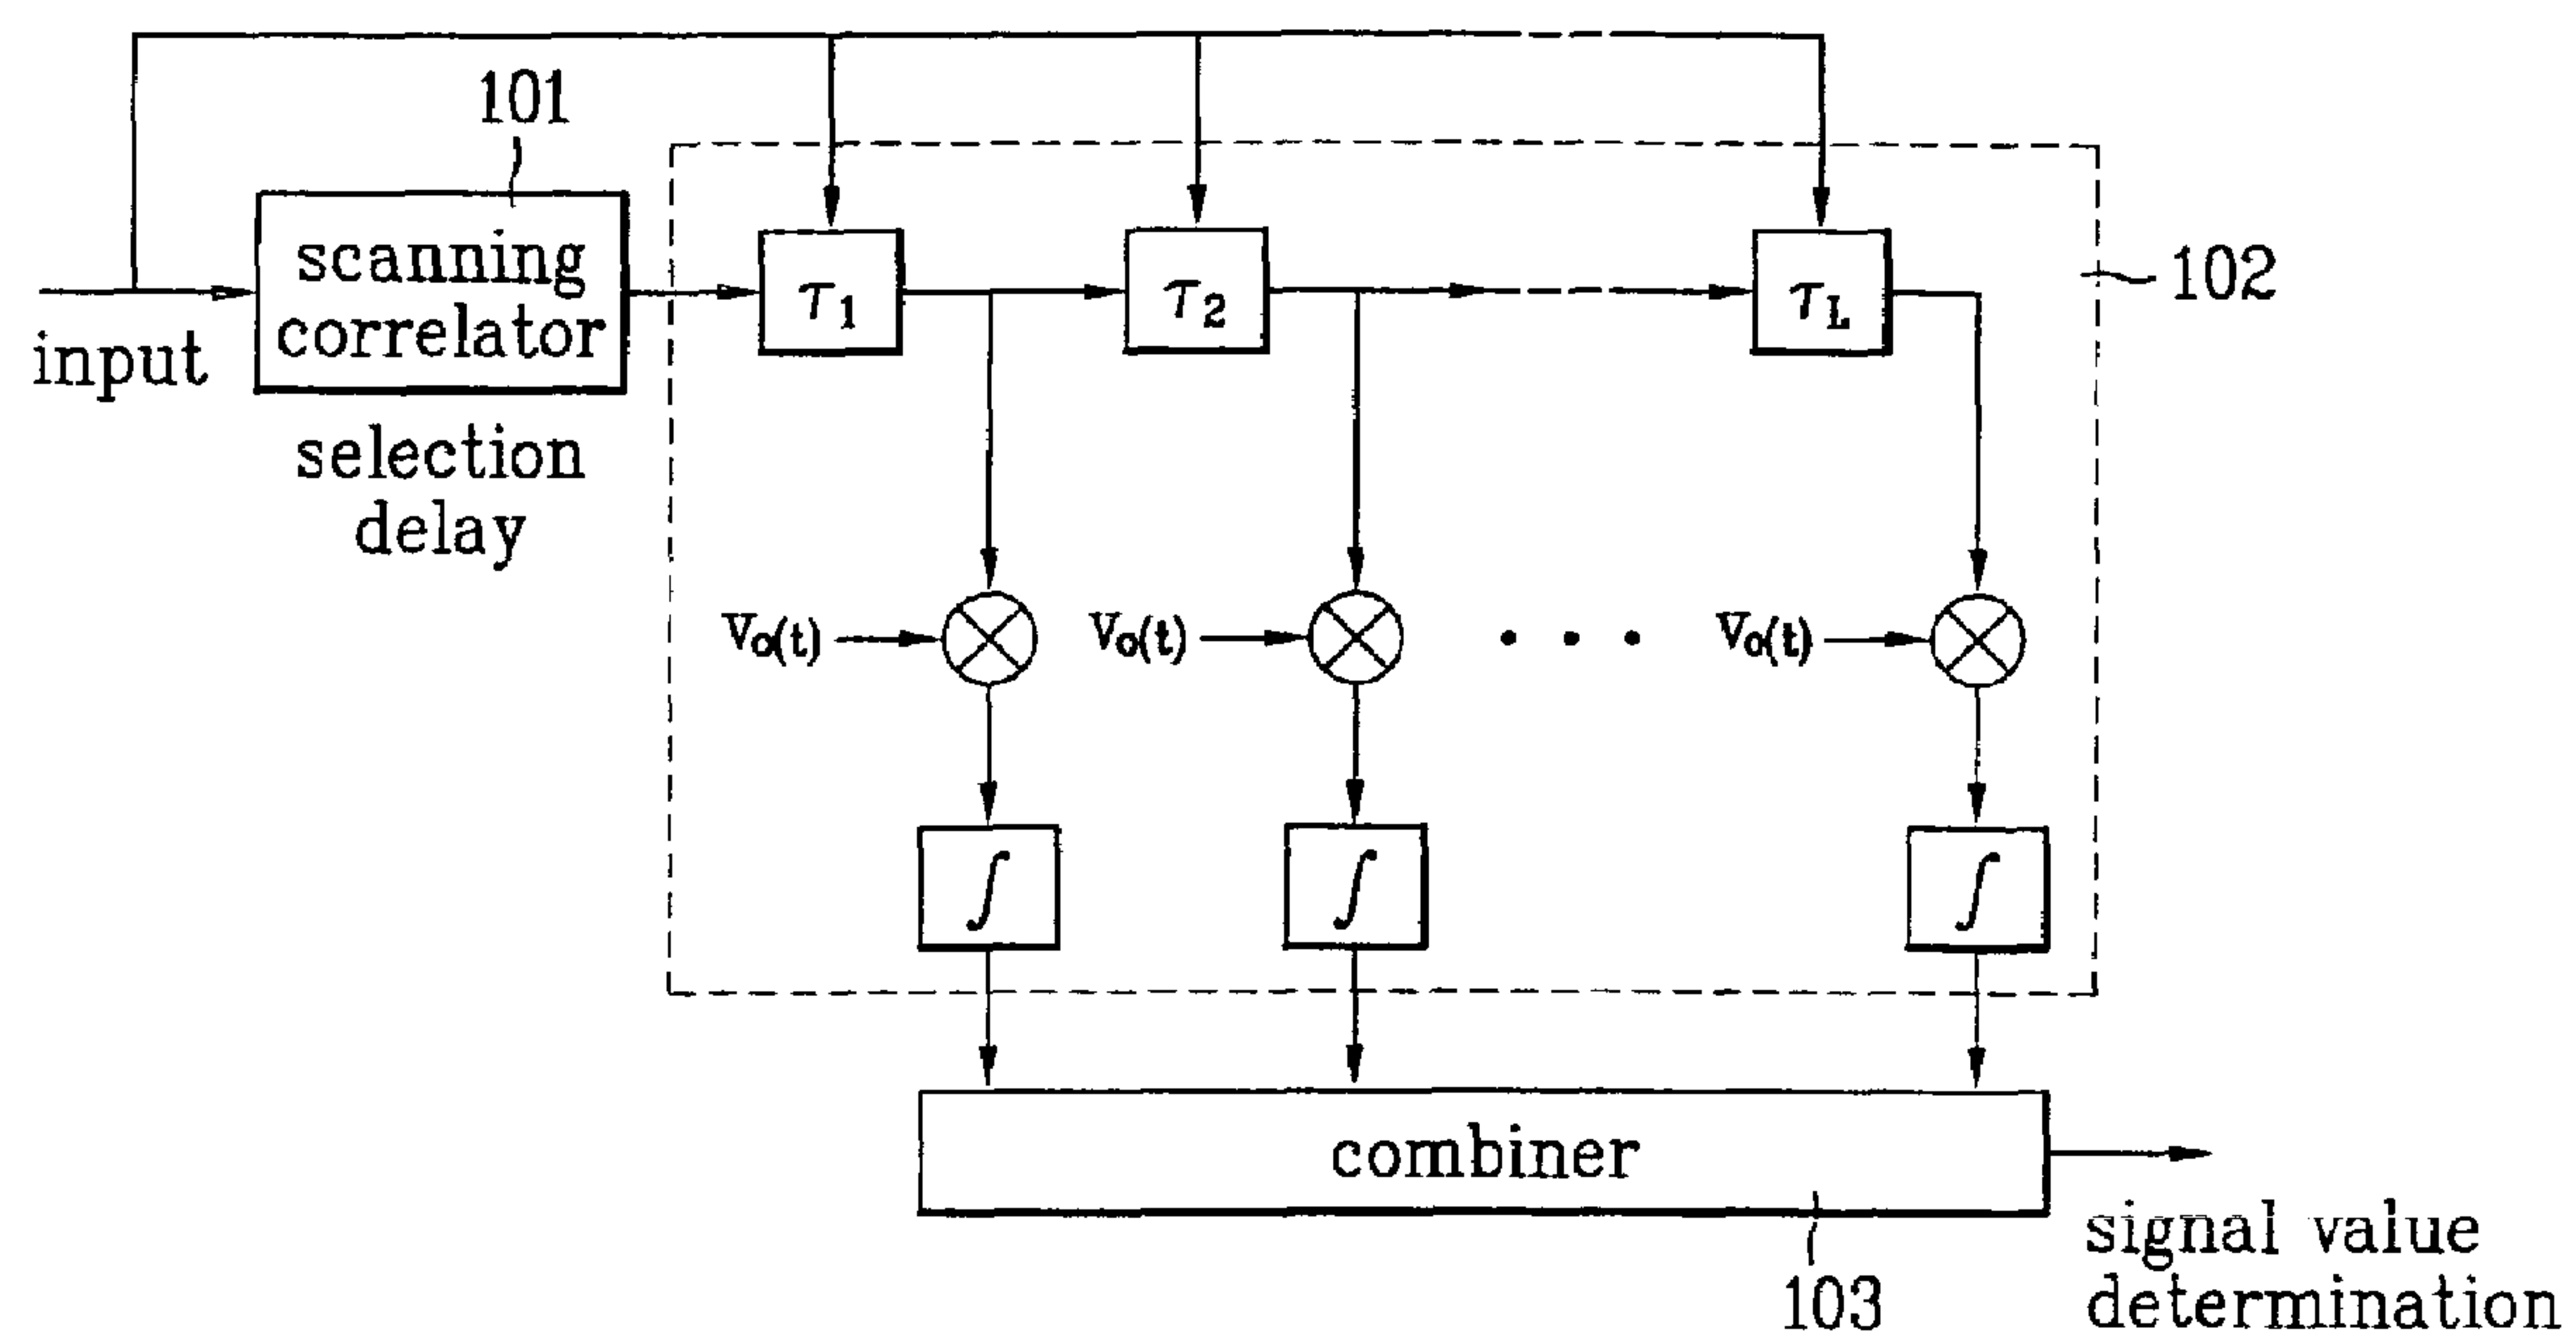 101
scanning
correlator
input
selection
delay
τ1
τ2
τL
102
Vo(t)
Vo(t)
• • •
Vo(t)
∫
∫
∫
combiner
103
signal value
determination